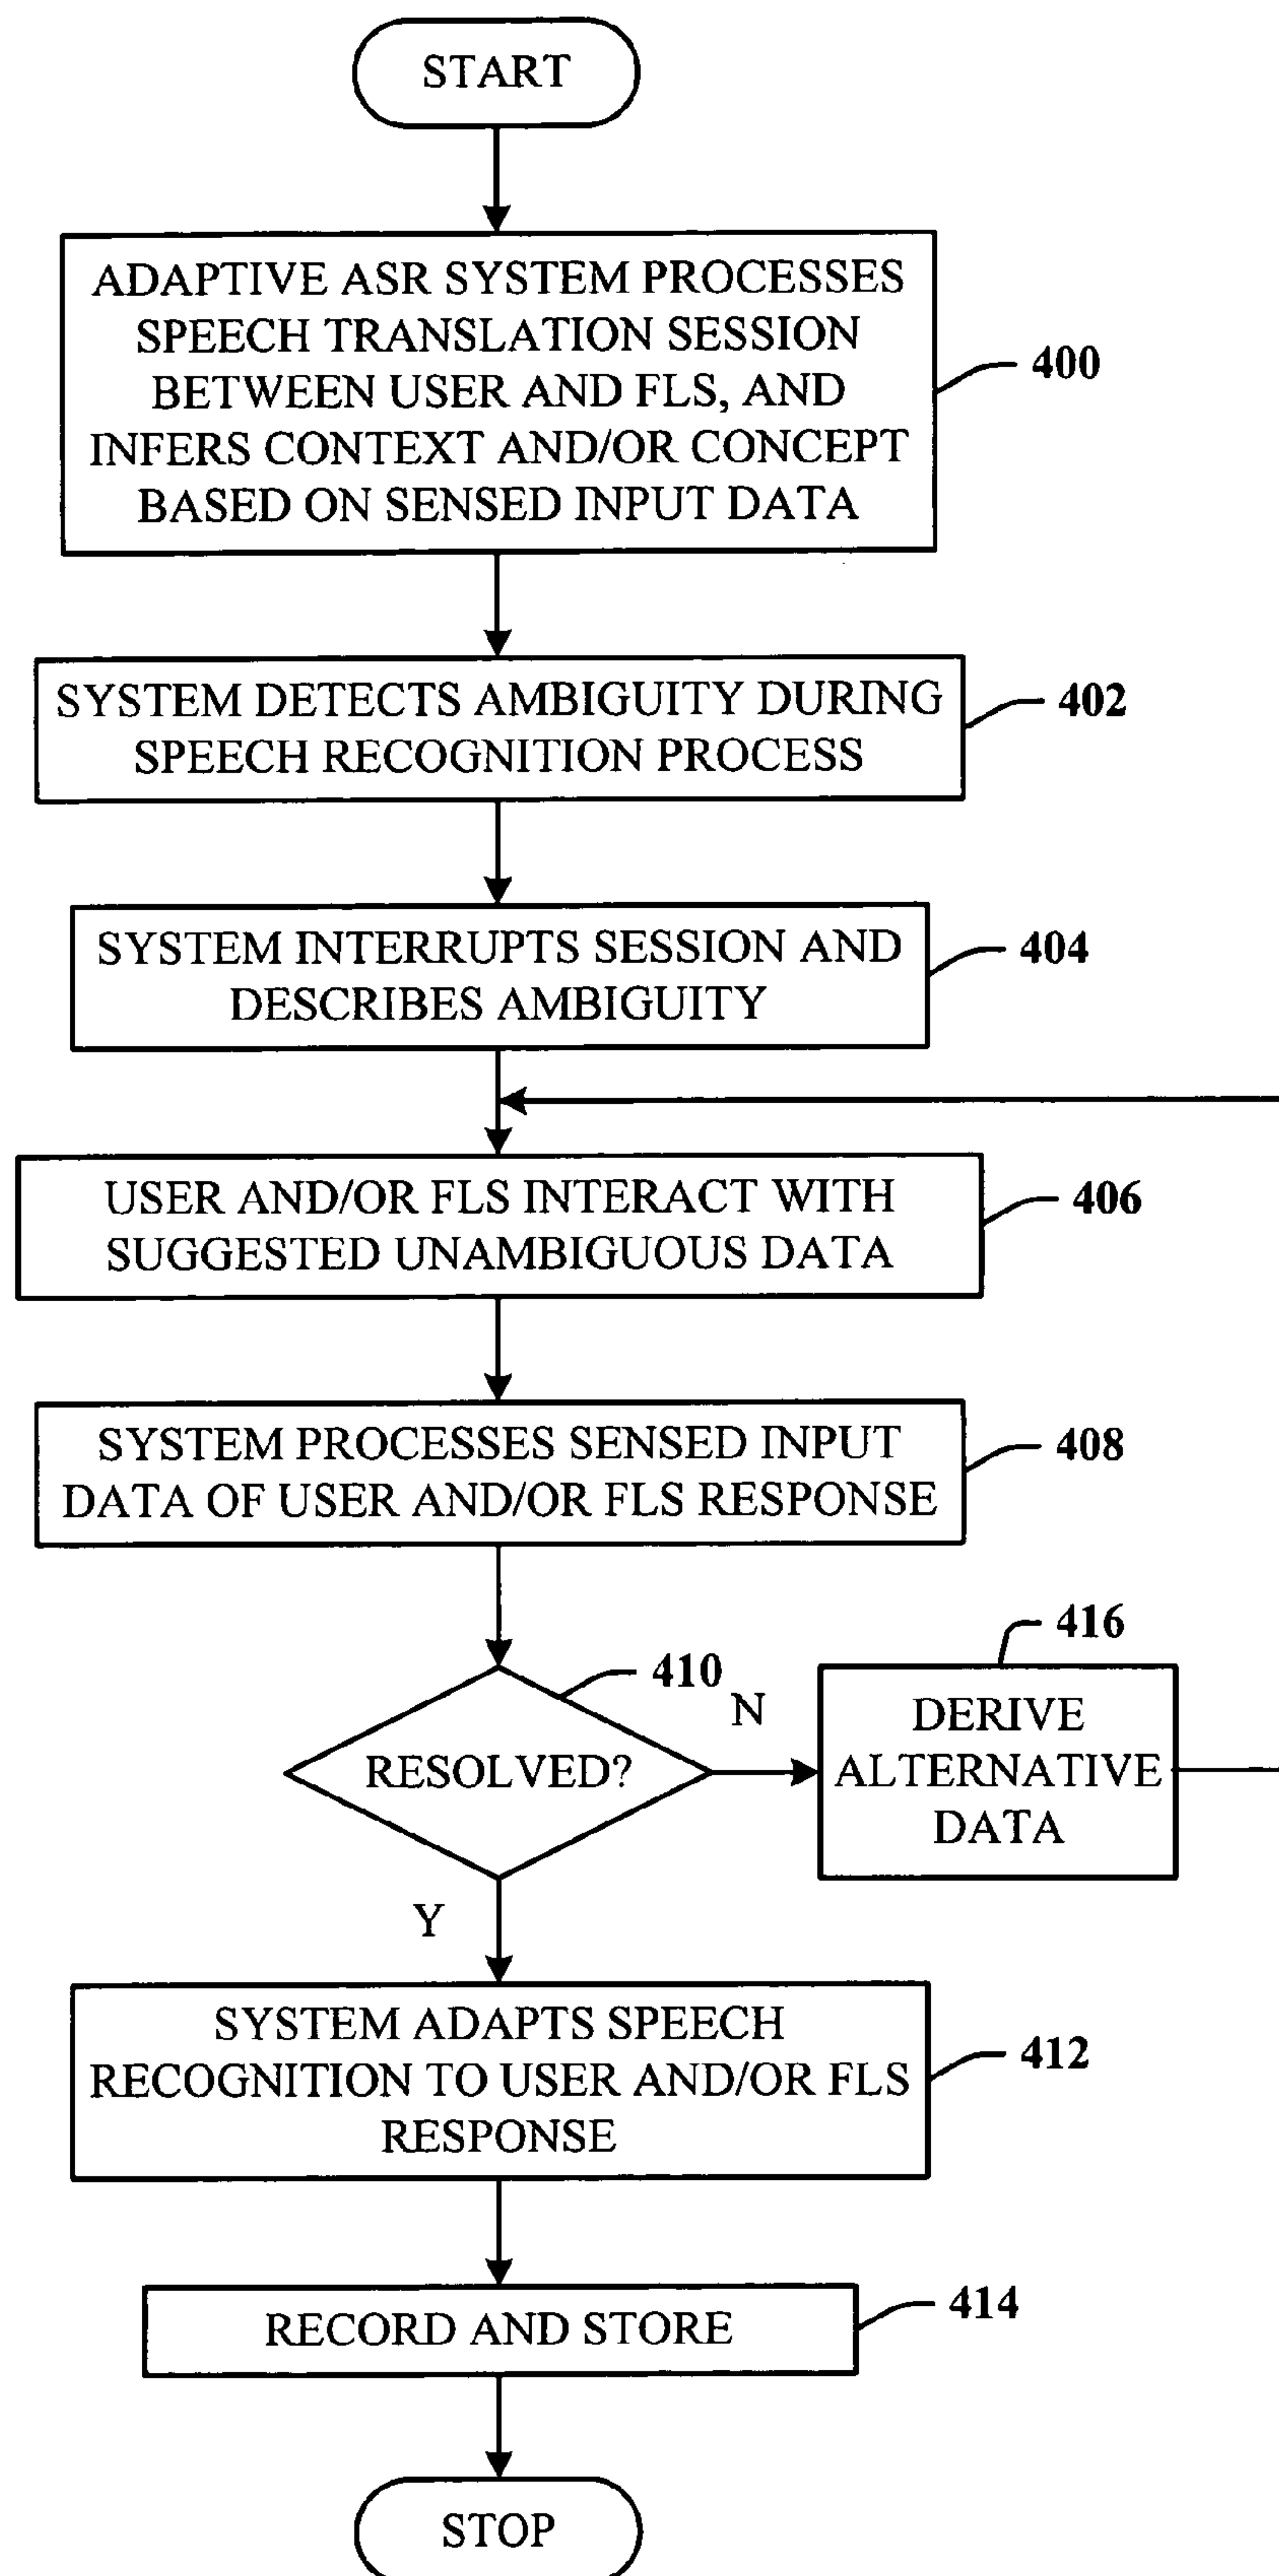 START
ADAPTIVE ASR SYSTEM PROCESSES
SPEECH TRANSLATION SESSION
BETWEEN USER AND FLS, AND
INFERS CONTEXT AND/OR CONCEPT
BASED ON SENSED INPUT DATA
400
SYSTEM DETECTS AMBIGUITY DURING
SPEECH RECOGNITION PROCESS
402
SYSTEM INTERRUPTS SESSION AND
DESCRIBES AMBIGUITY
404
USER AND/OR FLS INTERACT WITH
SUGGESTED UNAMBIGUOUS DATA
406
SYSTEM PROCESSES SENSED INPUT
DATA OF USER AND/OR FLS RESPONSE
408
RESOLVED?
410
N
416
DERIVE
ALTERNATIVE
DATA
Y
SYSTEM ADAPTS SPEECH
RECOGNITION TO USER AND/OR FLS
RESPONSE
412
RECORD AND STORE
414
STOP